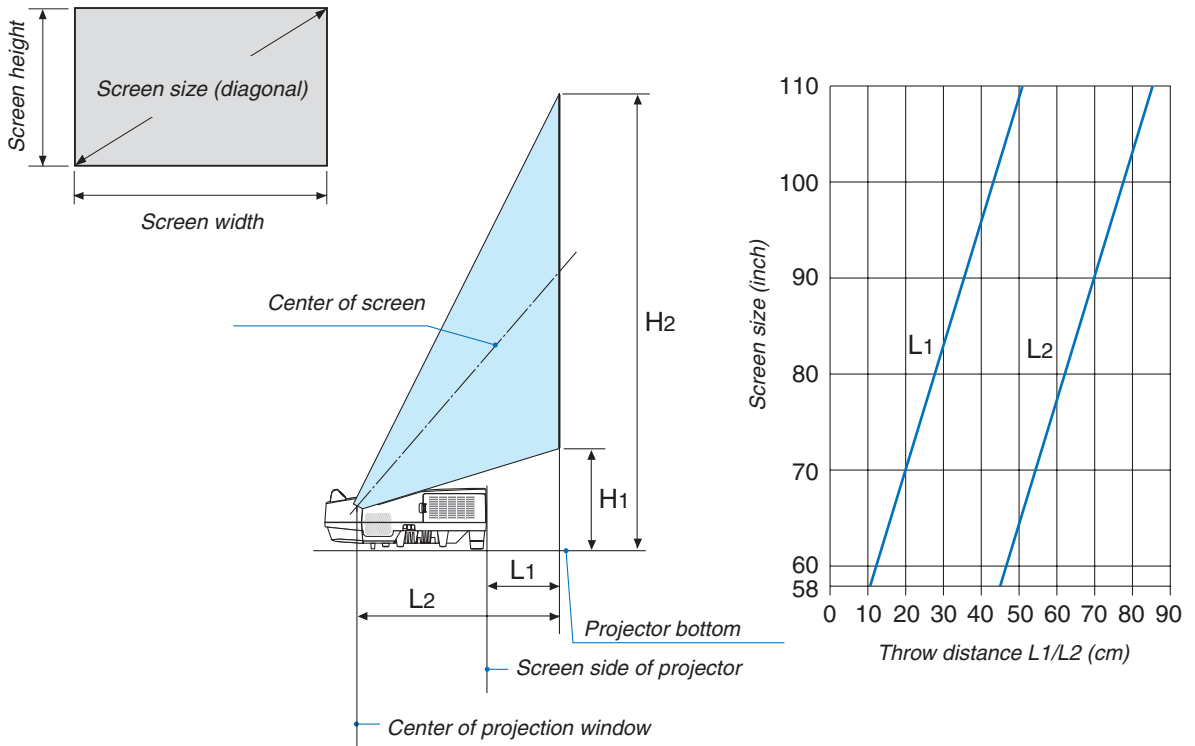 Screen height
Screen size (diagonal)
Screen width
Center of screen
H2
H1
L1
L2
Projector bottom
Screen side of projector
Center of projection window
Screen size (inch)
110
100
90
80
70
60
58
L1
L2
0 10 20 30 40 50 60 70 80 90
Throw distance L1/L2 (cm)